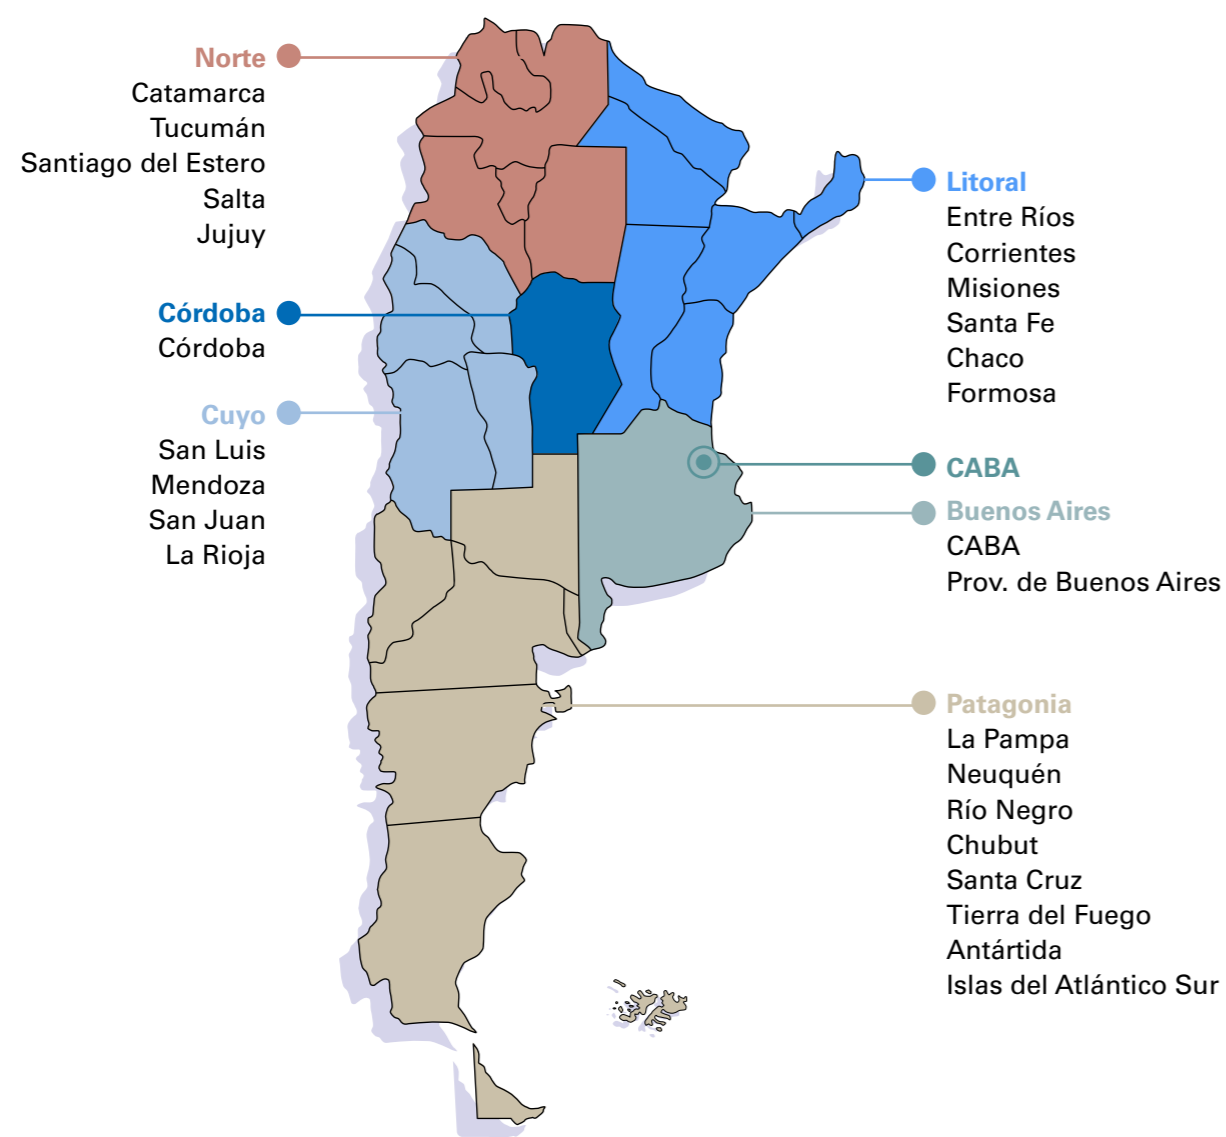 Norte
Catamarca
Tucumán
Santiago del Estero
Salta
Jujuy
Córdoba
Córdoba
Cuyo
San Luis
Mendoza
San Juan
La Rioja
Litoral
Entre Ríos
Corrientes
Misiones
Santa Fe
Chaco
Formosa
CABA
Buenos Aires
CABA
Prov. de Buenos Aires
Patagonia
La Pampa
Neuquén
Río Negro
Chubut
Santa Cruz
Tierra del Fuego
Antártida
Islas del Atlántico Sur